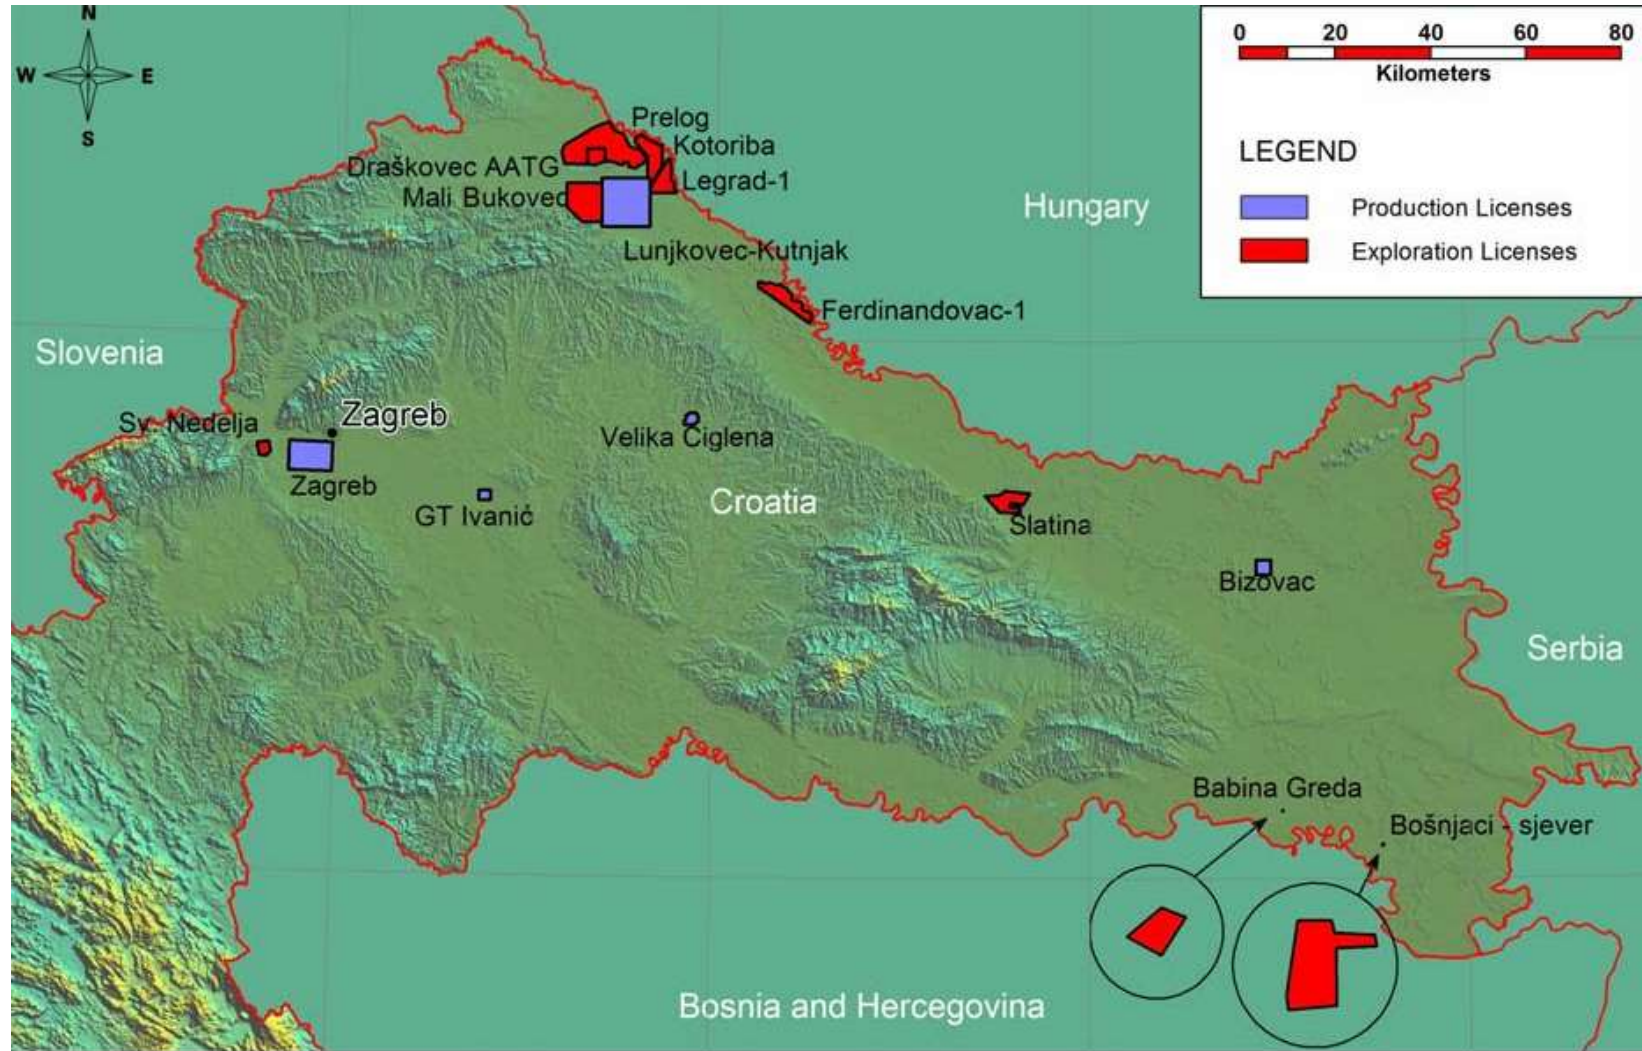 N
W E
S
0 20 40 60 80
Kilometers
LEGEND
Production Licenses
Exploration Licenses
Prelog
Kotoriba
Draškovec AATG
Legrad-1
Mali Bukovec
Hungary
Lunjkovec-Kutnjak
Ferdinandovac-1
Slovenia
Sv. Nedelja
Zagreb
Velika Ciglena
Zagreb
GT Ivanić
Croatia
Slatina
Bizovac
Serbia
Babina Greda
Bošnjaci - sjever
Bosnia and Hercegovina